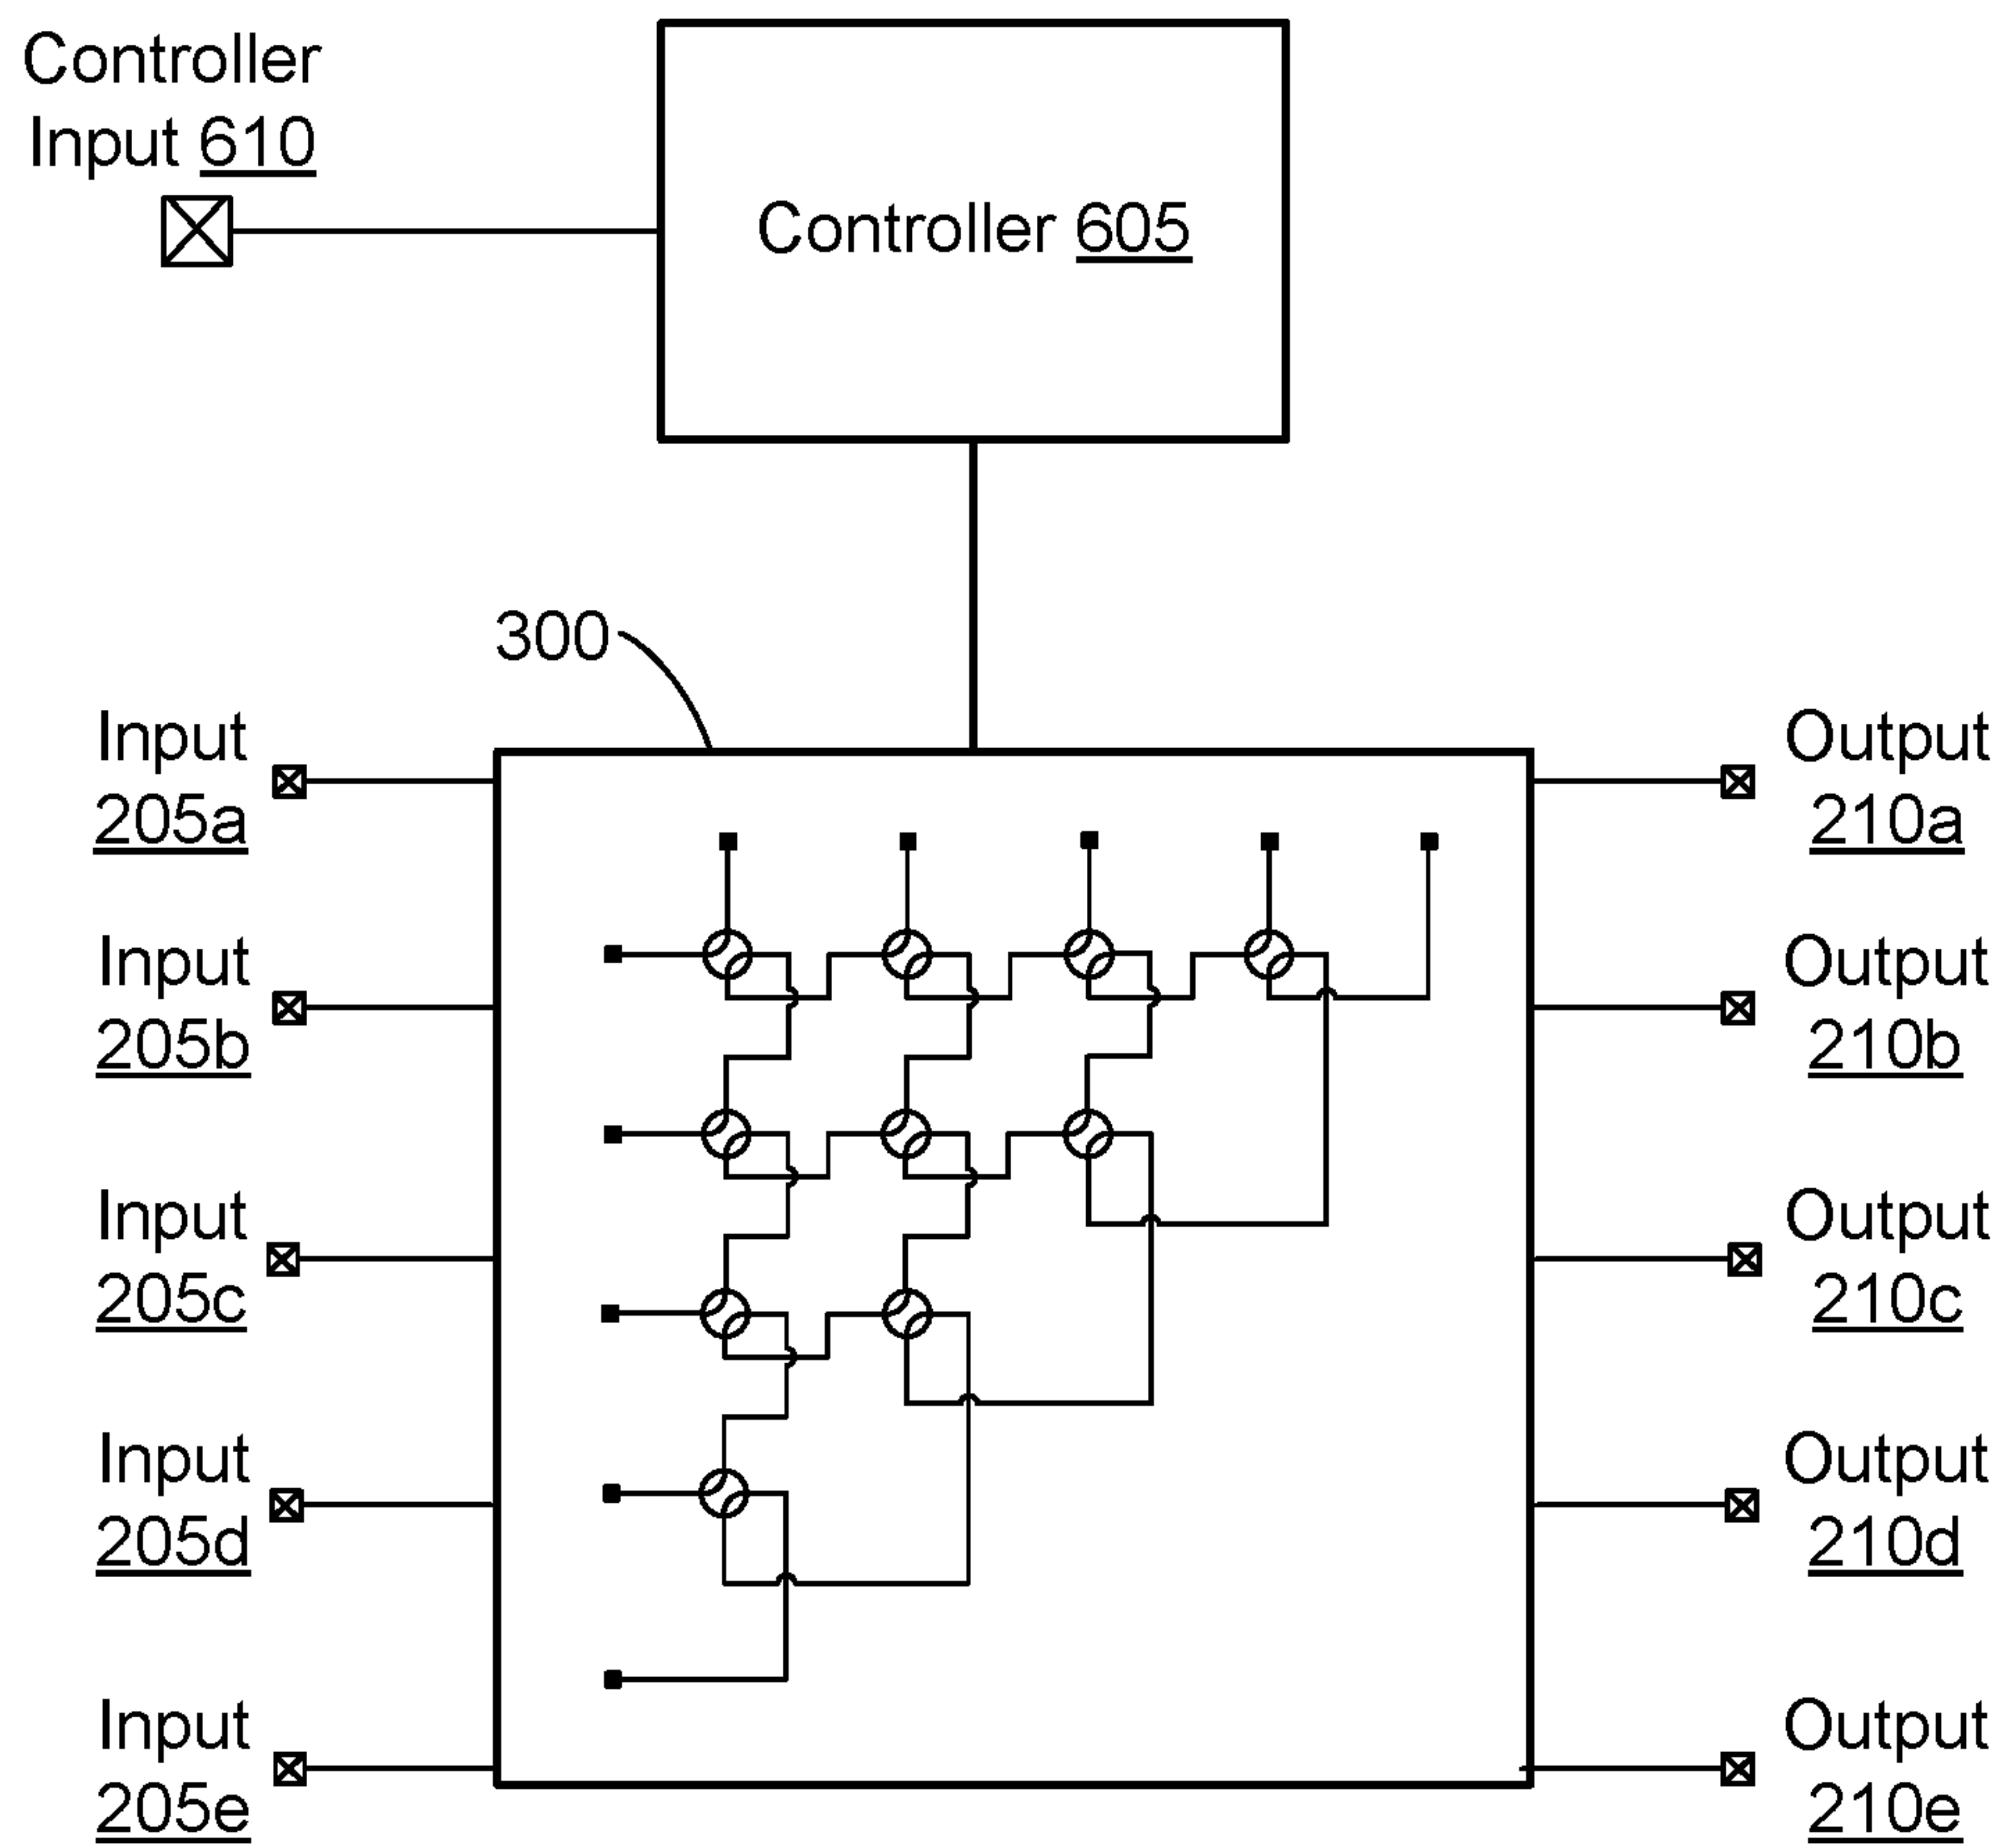 Controller
Input 610
Controller 605
300
Input
205a
Output
210a
Input
205b
Output
210b
Input
205c
Output
210c
Input
205d
Output
210d
Input
205e
Output
210e